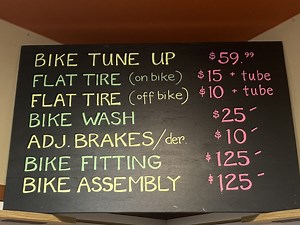 BIKE TUNE UP $59.99
FLAT TIRE (on bike) $15 + tube
FLAT TIRE (off bike) $10 + tube
BIKE WASH $25-
ADJ. BRAKES/der. $10-
BIKE FITTING $125-
BIKE ASSEMBLY $125-